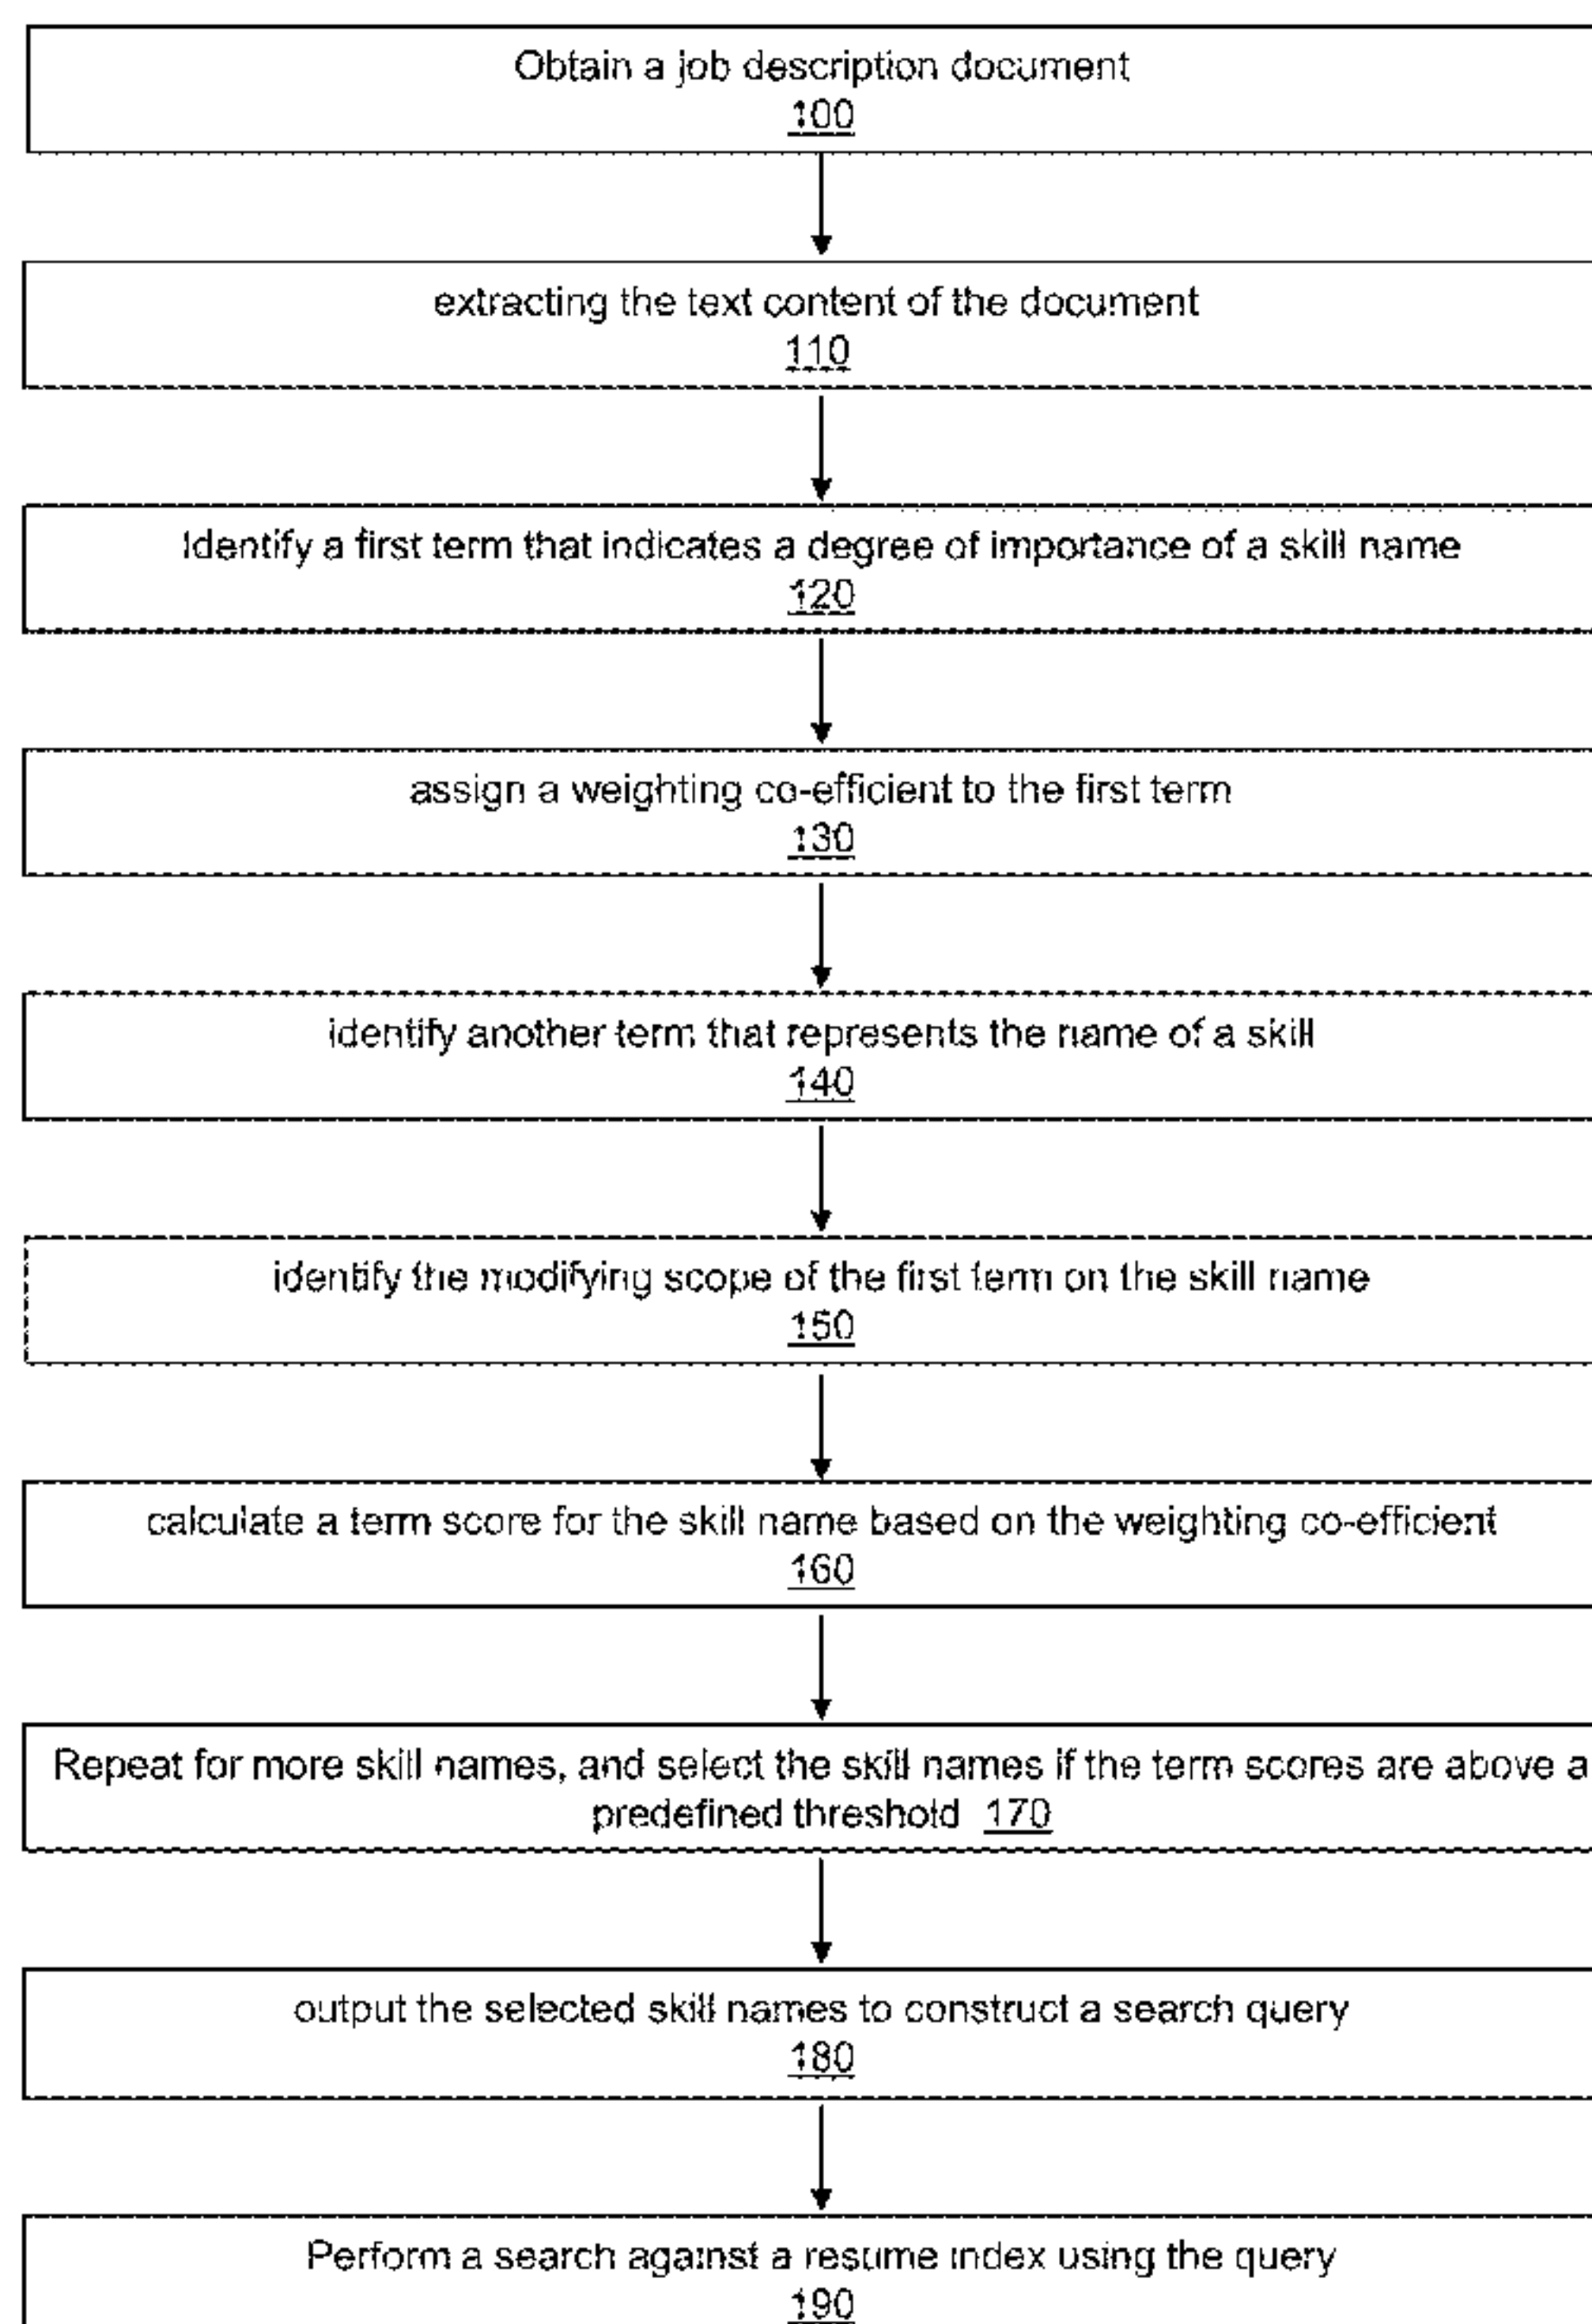 Obtain a job description document
100
extracting the text content of the document
110
Identify a first term that indicates a degree of importance of a skill name
120
assign a weighting co-efficient to the first term
130
identify another term that represents the name of a skill
140
identify the modifying scope of the first term on the skill name
150
calculate a term score for the skill name based on the weighting co-efficient
160
Repeat for more skill names, and select the skill names if the term scores are above a
predefined threshold 170
output the selected skill names to construct a search query
180
Perform a search against a resume index using the query
190